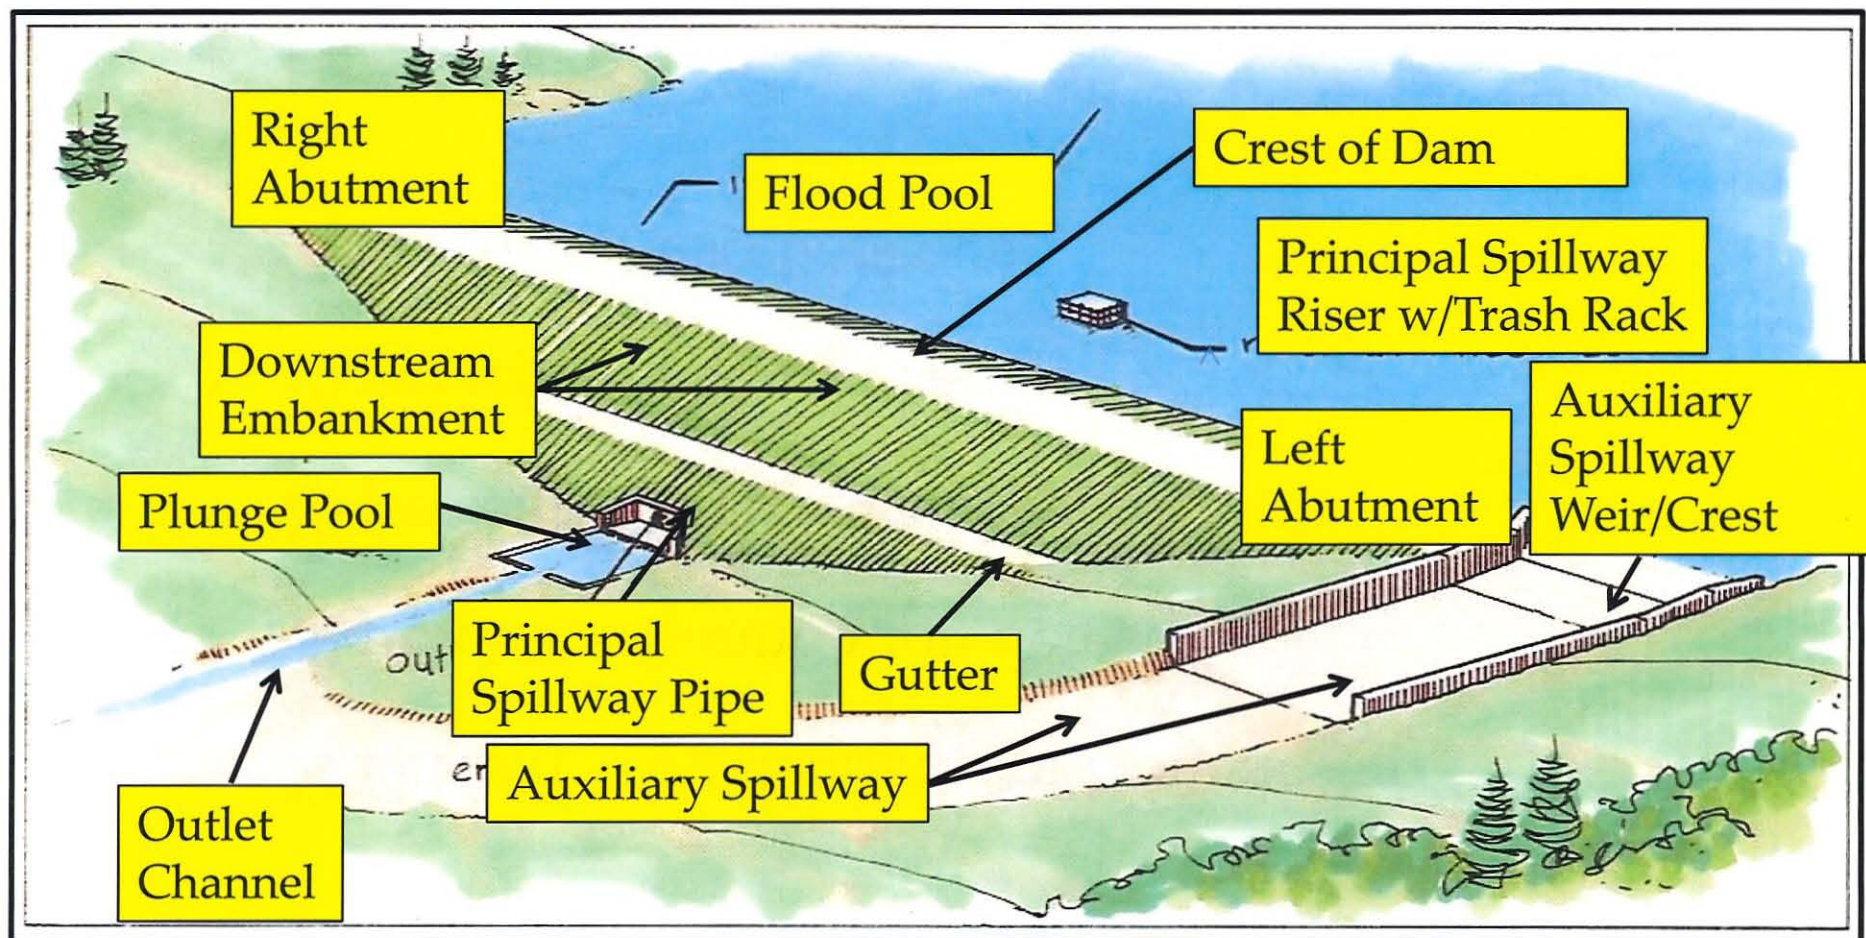 Right
Abutment
Flood Pool
Crest of Dam
Principal Spillway
Riser w/Trash Rack
Downstream
Embankment
Auxiliary
Spillway
Weir/Crest
Left
Abutment
Plunge Pool
Principal
Spillway Pipe
Gutter
Auxiliary Spillway
Outlet
Channel